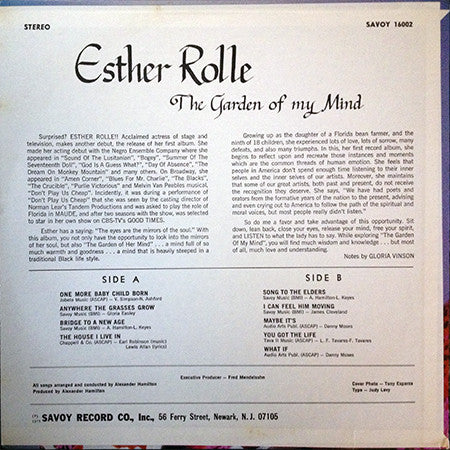 STEREO
SAVOY 16002
Esther Rolle
The Garden of my Mind
Surprised? ESTHER ROLLE!! Acclaimed actress of stage and
television, makes another debut, the release of her first album. She
made her acting debut with the Negro Ensemble Company where she
appeared in "Sound Of The Lusitanian", "Bogey", "Summer Of The
Seventeenth Doll", "God Is A Guess What?", "Day Of Absence", "The
Dream On Monkey Mountain" and many others. On Broadway, she
appeared in "Amen Corner", "Blues For Mr. Charlie", "The Blacks",
"The Crucible", "Purlie Victorious" and Melvin Van Peebles musical,
"Don't Play Us Cheap". Incidently, it was during a performance of
"Don't Play Us Cheap" that she was seen by the casting director of
Norman Lear's Tandem Productions and was asked to play the role of
Florida in MAUDE, and after two seasons with the show, was selected
to star in her own show on CBS-TV's GOOD TIMES.
Esther has a saying: "The eyes are the mirrors of the soul." With
this album, you not only have the opportunity to look into the mirrors
of her soul, but also "The Garden of Her Mind" . . . a mind full of so
much warmth and goodness . . . a mind that is heavily steeped in a
traditional Black life style.
Growing up as the daughter of a Florida bean farmer, and the
ninth of 18 children, she experienced lots of love, lots of sorrow, many
defeats, and also many triumphs. In this, her first record album, she
begins to reflect upon and recreate those instances and moments
which are the common threads of human emotion. She feels that
people in America don't spend enough time listening to their inner
selves and the inner selves of our artists. Moreover, she maintains
that some of our great artists, both past and present, do not receive
the recognition they deserve. She says, "We have had poets and
creators from the formative years of the nation to the present, advising
and even crying to America to follow the path of the spiritual and
moral voices, but most people really didn't listen."
So do me a favor and take advantage of this opportunity. Sit
down, lean back, close your eyes, release your mind, free your spirit,
and LISTEN to what the lady has to say. While exploring "The Garden
Of My Mind", you will find much wisdom and knowledge . . . but most
of all, much love and understanding.
Notes by GLORIA VINSON
SIDE A
ONE MORE BABY CHILD BORN
Jobete Music (ASCAP) — V. Simpson-N. Ashford
ANYWHERE THE GRASSES GROW
Savoy Music (BMI) — Gloria Easley
BRIDGE TO A NEW AGE
Savoy Music (BMI) — A. Hamilton-L. Keyes
THE HOUSE I LIVE IN
Chappell & Co. (ASCAP) — Earl Robinson (music)
Lewis Allan (lyrics)
SIDE B
SONG TO THE ELDERS
Savoy Music (BMI) — A. Hamilton-L. Keyes
I CAN FEEL HIM MOVING
Savoy Music (BMI) — James Cleveland
MAYBE IT'S
Audio Arts Publ. (ASCAP) — Danny Moses
YOU GOT THE LIFE
Tava II Music (ASCAP) — L. F. Tavares-F. Tavares
WHAT IF
Audio Arts Publ. (ASCAP) — Danny Moses
Executive Producer — Fred Mendelsohn
All songs arranged and conducted by Alexander Hamilton
Produced by Alexander Hamilton
Cover Photo — Tony Esparza
Type — Judy Levy
SAVOY RECORD CO., Inc., 56 Ferry Street, Newark, N. J. 07105